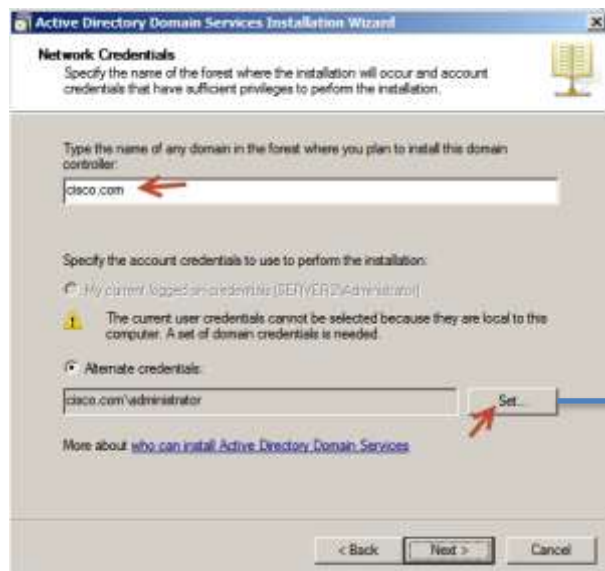 Active Directory Domain Services Installation Wizard
Network Credentials
Specify the name of the forest where the installation will occur and account
credentials that have sufficient privileges to perform the installation.
Type the name of any domain in the forest where you plan to install this domain
controller:
cisco.com
Specify the account credentials to use to perform the installation:
My current logged on credentials (SERVER2\Administrator)
The current user credentials cannot be selected because they are local to this
computer. A set of domain credentials is needed.
Alternate credentials:
cisco.com\administrator
Set...
More about who can install Active Directory Domain Services
< Back
Next >
Cancel